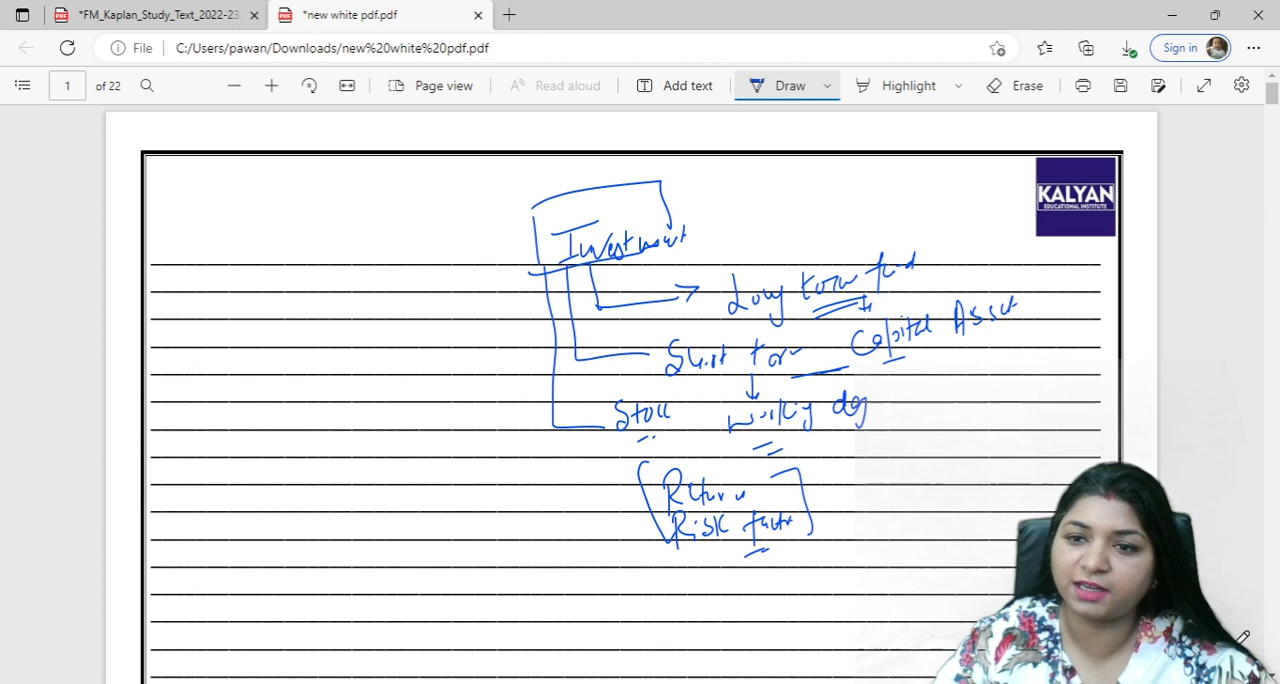 *FM_Kaplan_Study_Text_2022-23
*new white pdf.pdf
File C:/Users/pawan/Downloads/new%20white%20pdf.pdf
Sign in
1 of 22
Page view
Read aloud
Add text
Draw
Highlight
Erase
KALYAN
EDUCATIONAL INSTITUTE
Investment
Long term fund
Capital Asset
Short term
Stock
working
Return
Risk factor